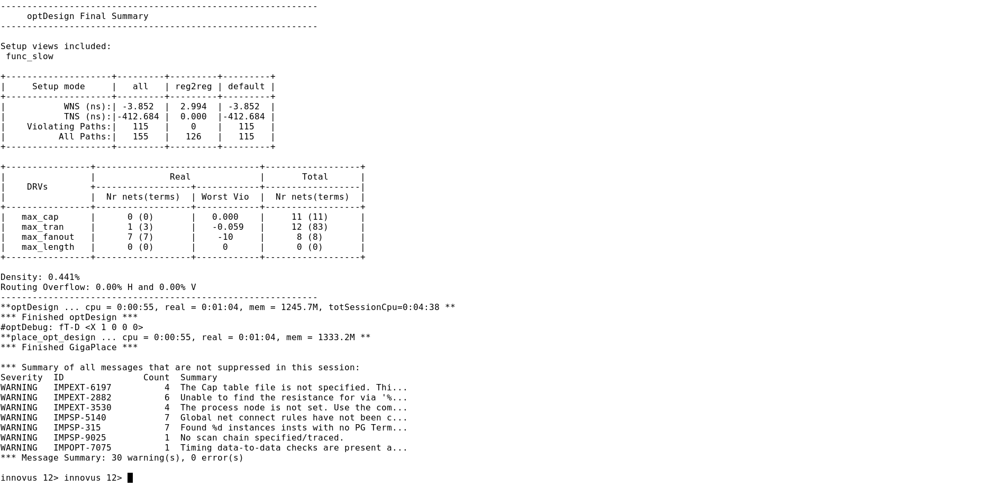 ------------------------------------------------------------
     optDesign Final Summary
------------------------------------------------------------

Setup views included:
 func_slow

+--------------------+---------+---------+---------+
|     Setup mode     |   all   | reg2reg | default |
+--------------------+---------+---------+---------+
|           WNS (ns):| -3.852  |  2.994  | -3.852  |
|           TNS (ns):|-412.684 |  0.000  |-412.684 |
|    Violating Paths:|   115   |    0    |   115   |
|          All Paths:|   155   |   126   |   115   |
+--------------------+---------+---------+---------+

+----------------+-------------------------------+------------------+
|                |              Real             |       Total      |
|    DRVs        +------------------+------------+------------------|
|                |  Nr nets(terms)  | Worst Vio  |  Nr nets(terms)  |
+----------------+------------------+------------+------------------+
|   max_cap      |      0 (0)       |   0.000    |     11 (11)      |
|   max_tran     |      1 (3)       |   -0.059   |     12 (83)      |
|   max_fanout   |      7 (7)       |    -10     |      8 (8)       |
|   max_length   |      0 (0)       |     0      |      0 (0)       |
+----------------+------------------+------------+------------------+

Density: 0.441%
Routing Overflow: 0.00% H and 0.00% V
------------------------------------------------------------
**optDesign ... cpu = 0:00:55, real = 0:01:04, mem = 1245.7M, totSessionCpu=0:04:38 **
*** Finished optDesign ***
#optDebug: fT-D <X 1 0 0 0>
**place_opt_design ... cpu = 0:00:55, real = 0:01:04, mem = 1333.2M **
*** Finished GigaPlace ***

*** Summary of all messages that are not suppressed in this session:
Severity  ID               Count  Summary
WARNING   IMPEXT-6197          4  The Cap table file is not specified. Thi...
WARNING   IMPEXT-2882          6  Unable to find the resistance for via '%...
WARNING   IMPEXT-3530          4  The process node is not set. Use the com...
WARNING   IMPSP-5140           7  Global net connect rules have not been c...
WARNING   IMPSP-315            7  Found %d instances insts with no PG Term...
WARNING   IMPSP-9025           1  No scan chain specified/traced.
WARNING   IMPOPT-7075          1  Timing data-to-data checks are present a...
*** Message Summary: 30 warning(s), 0 error(s)

innovus 12> innovus 12>